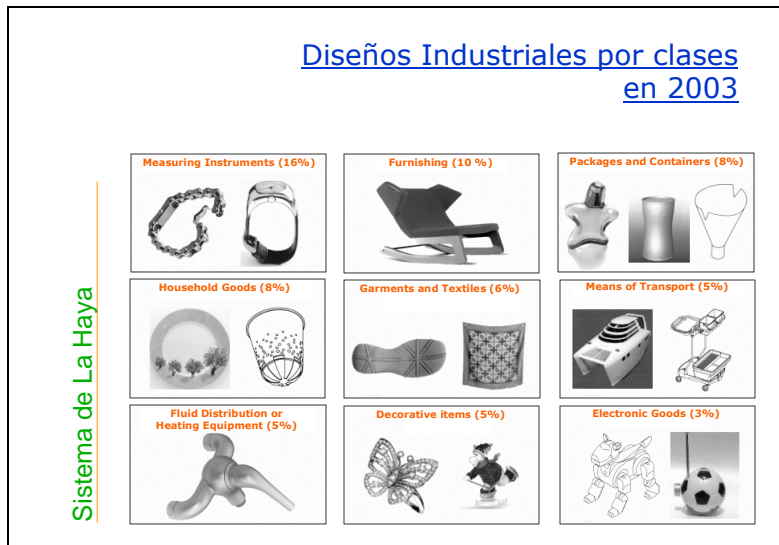 Diseños Industriales por clases
en 2003
Sistema de La Haya
Measuring Instruments (16%)
Furnishing (10 %)
Packages and Containers (8%)
Household Goods (8%)
Garments and Textiles (6%)
Means of Transport (5%)
Fluid Distribution or
Heating Equipment (5%)
Decorative items (5%)
Electronic Goods (3%)